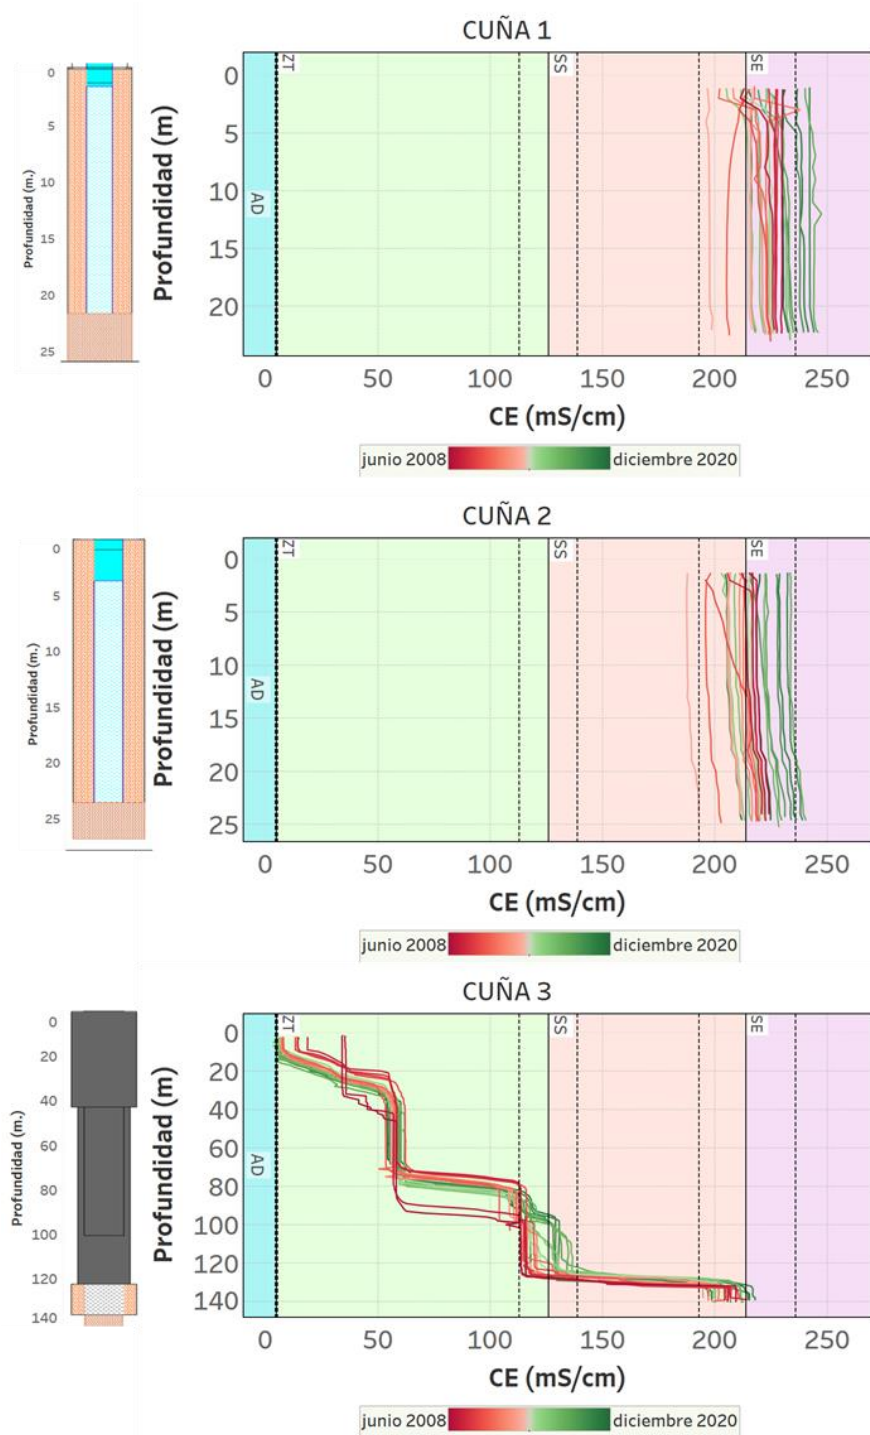 CUÑA 1
Profundidad (m.)
0
5
10
15
20
25
Profundidad (m)
0
5
10
15
20
AD
ZT
SS
SE
0 50 100 150 200 250
CE (mS/cm)
junio 2008 diciembre 2020
CUÑA 2
Profundidad (m.)
0
5
10
15
20
25
Profundidad (m)
0
5
10
15
20
25
AD
ZT
SS
SE
0 50 100 150 200 250
CE (mS/cm)
junio 2008 diciembre 2020
CUÑA 3
Profundidad (m.)
0
20
40
60
80
100
120
140
Profundidad (m)
0
20
40
60
80
100
120
140
AD
ZT
SS
SE
0 50 100 150 200 250
CE (mS/cm)
junio 2008 diciembre 2020